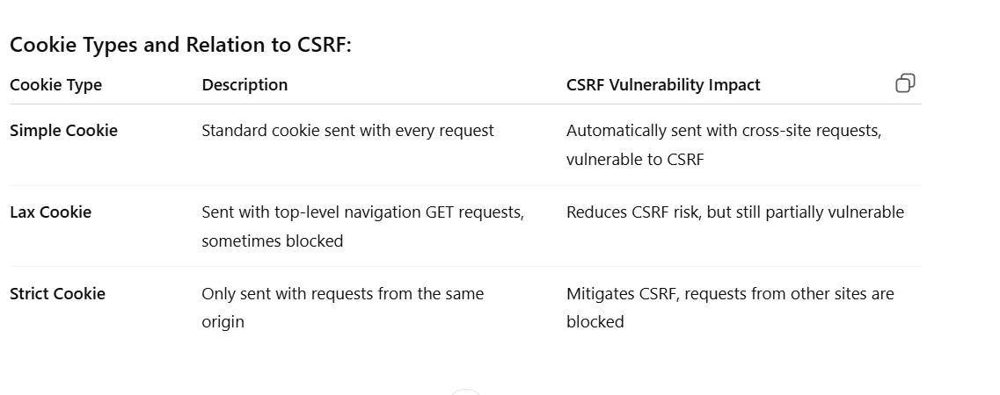 Cookie Types and Relation to CSRF:
Cookie Type Description CSRF Vulnerability Impact
Simple Cookie Standard cookie sent with every request Automatically sent with cross-site requests,
vulnerable to CSRF
Lax Cookie Sent with top-level navigation GET requests, Reduces CSRF risk, but still partially vulnerable
sometimes blocked
Strict Cookie Only sent with requests from the same Mitigates CSRF, requests from other sites are
origin blocked